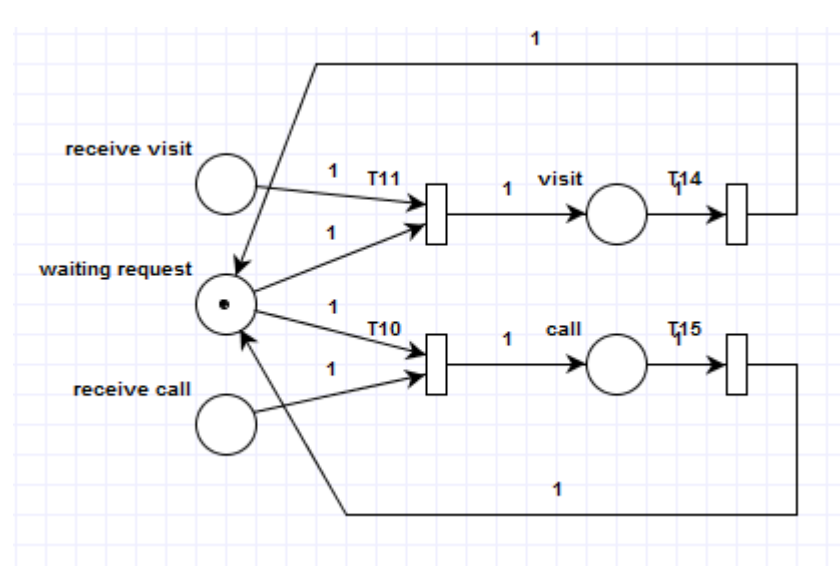 1
receive visit
1
T11
1
visit
T14
1
1
waiting request
1
T10
1
call
T15
1
receive call
1
1